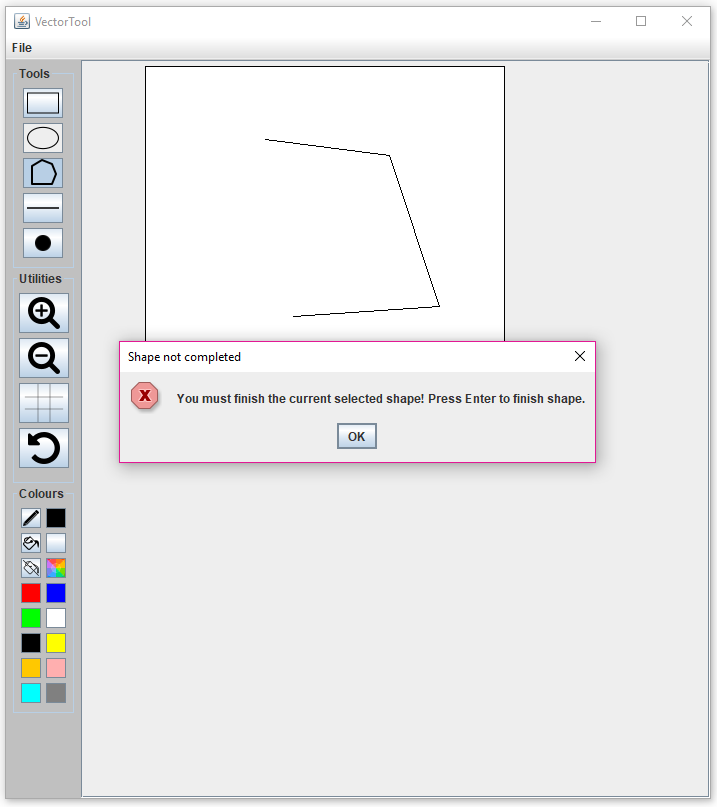 VectorTool
File
Tools
Utilities
Colours
Shape not completed
You must finish the current selected shape! Press Enter to finish shape.
OK